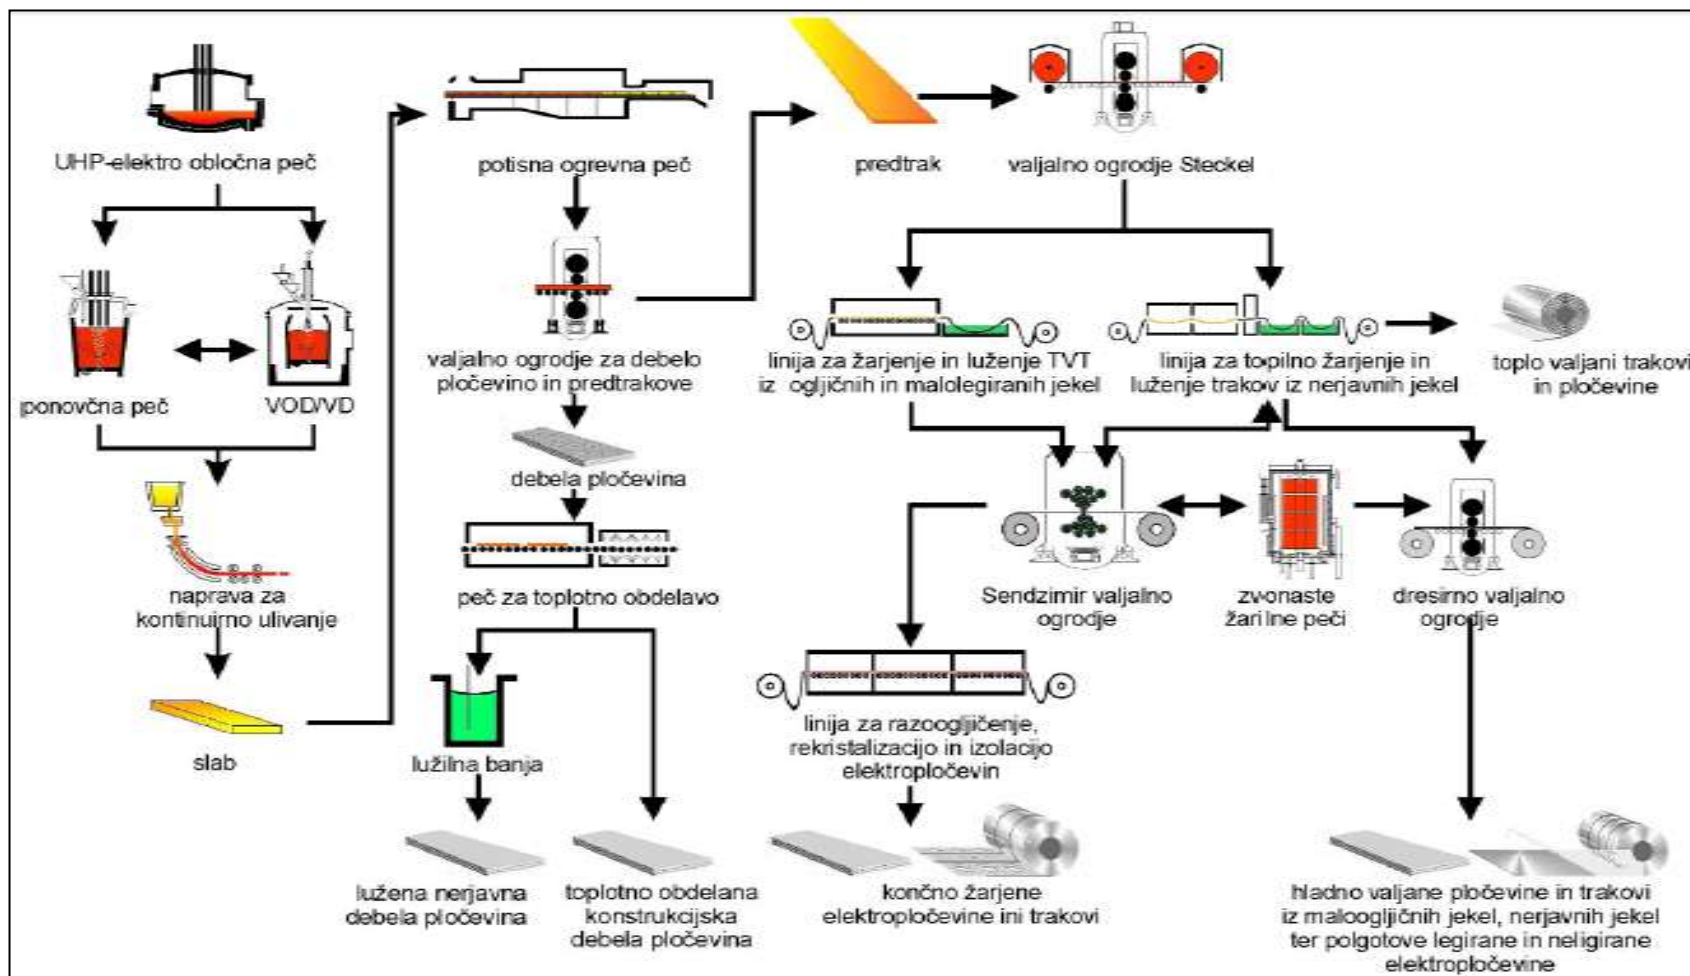 UHP-elektro obločna peč
potisna ogrevna peč
predtrak
valjalno ogrodje Steckel
ponovčna peč
VOD/VD
valjalno ogrodje za debelo
pločevino in predtrakove
linija za žarjenje in luženje TVT
iz ogljičnih in malolegiranih jekel
linija za topilno žarjenje in
luženje trakov iz nerjavnih jekel
toplo valjani trakovi
in pločevine
debela pločevina
naprava za
kontinuirno ulivanje
peč za toplotno obdelavo
Sendzimir valjalno
ogrodje
zvonaste
žarilne peči
dresirno valjalno
ogrodje
slab
lužilna banja
linija za razogljičenje,
rekristalizacijo in izolacijo
elektropločevin
lužena nerjavna
debela pločevina
toplotno obdelana
konstrukcijska
debela pločevina
končno žarjene
elektropločevine ini trakovi
hladno valjane pločevine in trakovi
iz maloogljičnih jekel, nerjavnih jekel
ter polgotove legirane in neligirane
elektropločevine